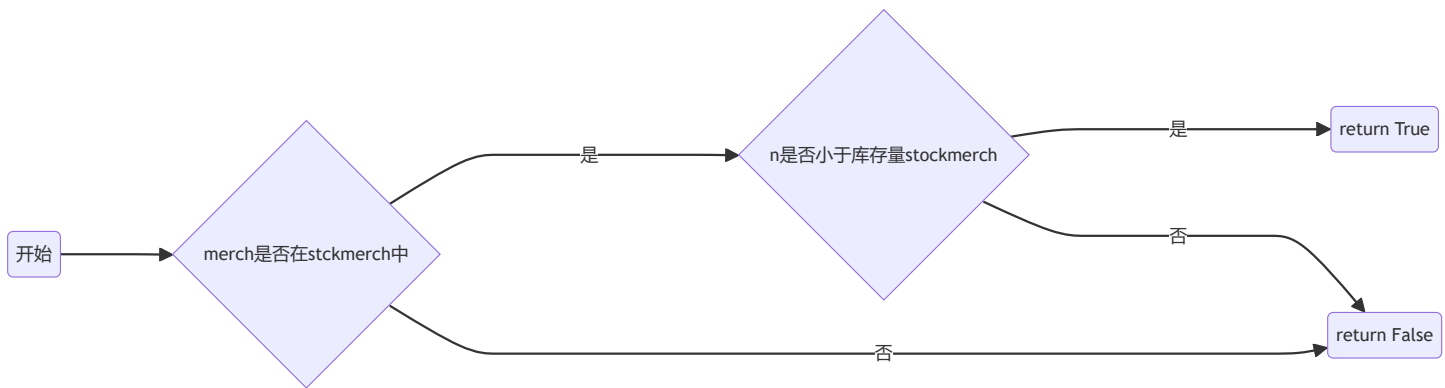 开始
merch是否在stckmerch中
是
n是否小于库存量stockmerch
是
return True
否
return False
否